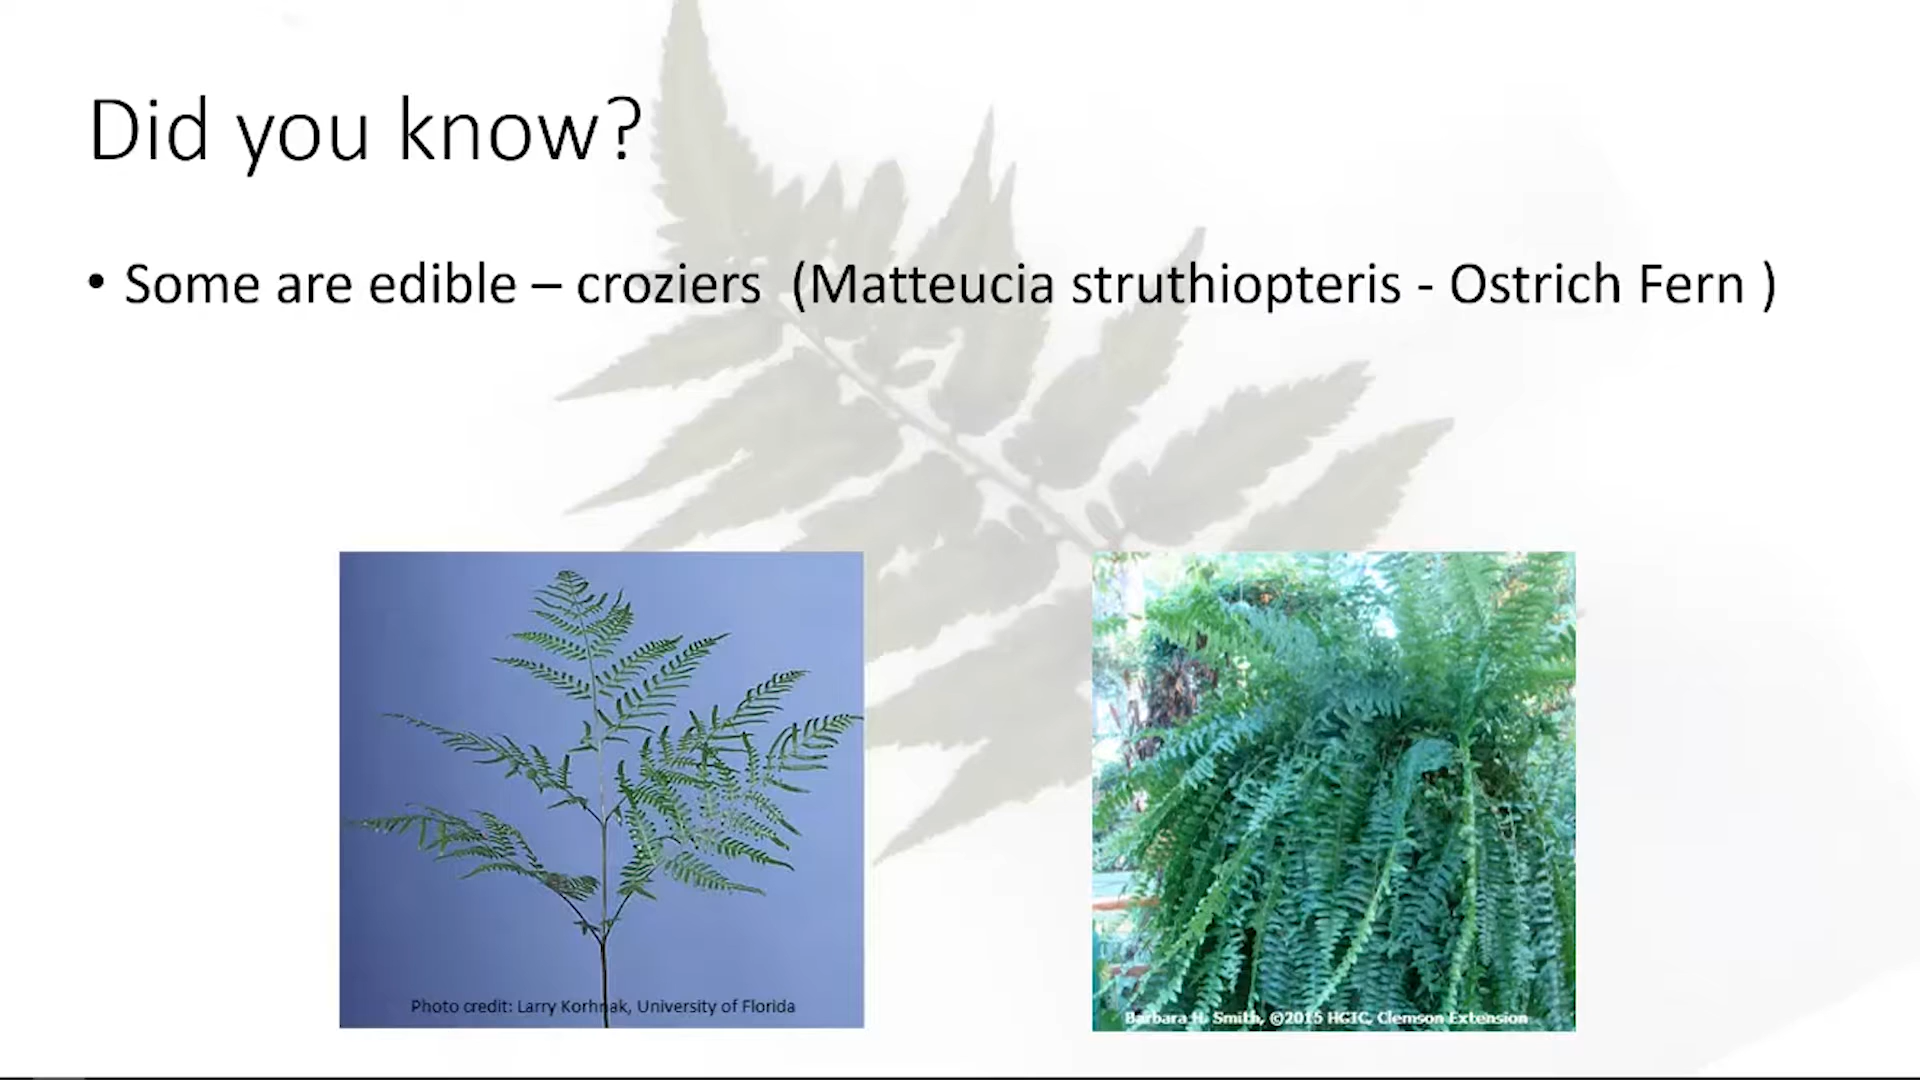 Did you know?
• Some are edible – croziers (Matteucia struthiopteris - Ostrich Fern )
Photo credit: Larry Korhnak, University of Florida
Barbara H. Smith, ©2015 HGIC, Clemson Extension